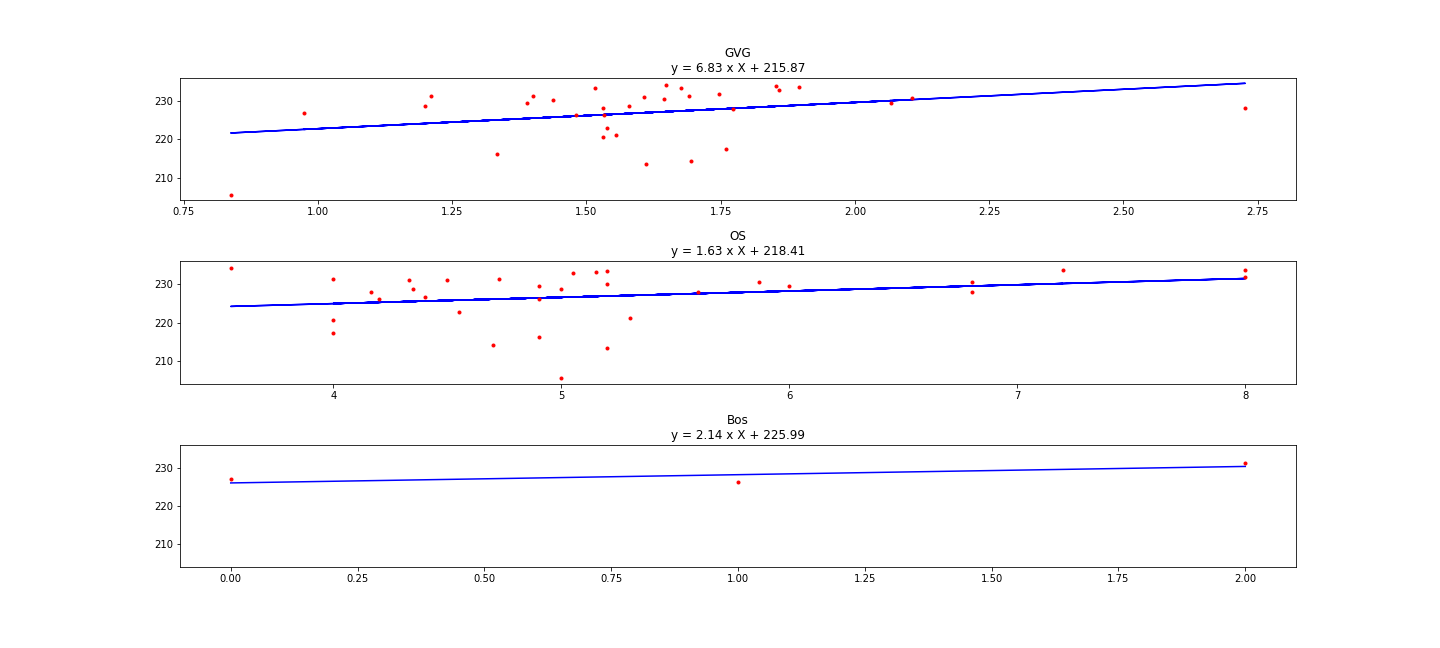 GVG
y = 6.83 x X + 215.87
230
220
210
0.75 1.00 1.25 1.50 1.75 2.00 2.25 2.50 2.75
OS
y = 1.63 x X + 218.41
230
220
210
4 5 6 7 8
Bos
y = 2.14 x X + 225.99
230
220
210
0.00 0.25 0.50 0.75 1.00 1.25 1.50 1.75 2.00